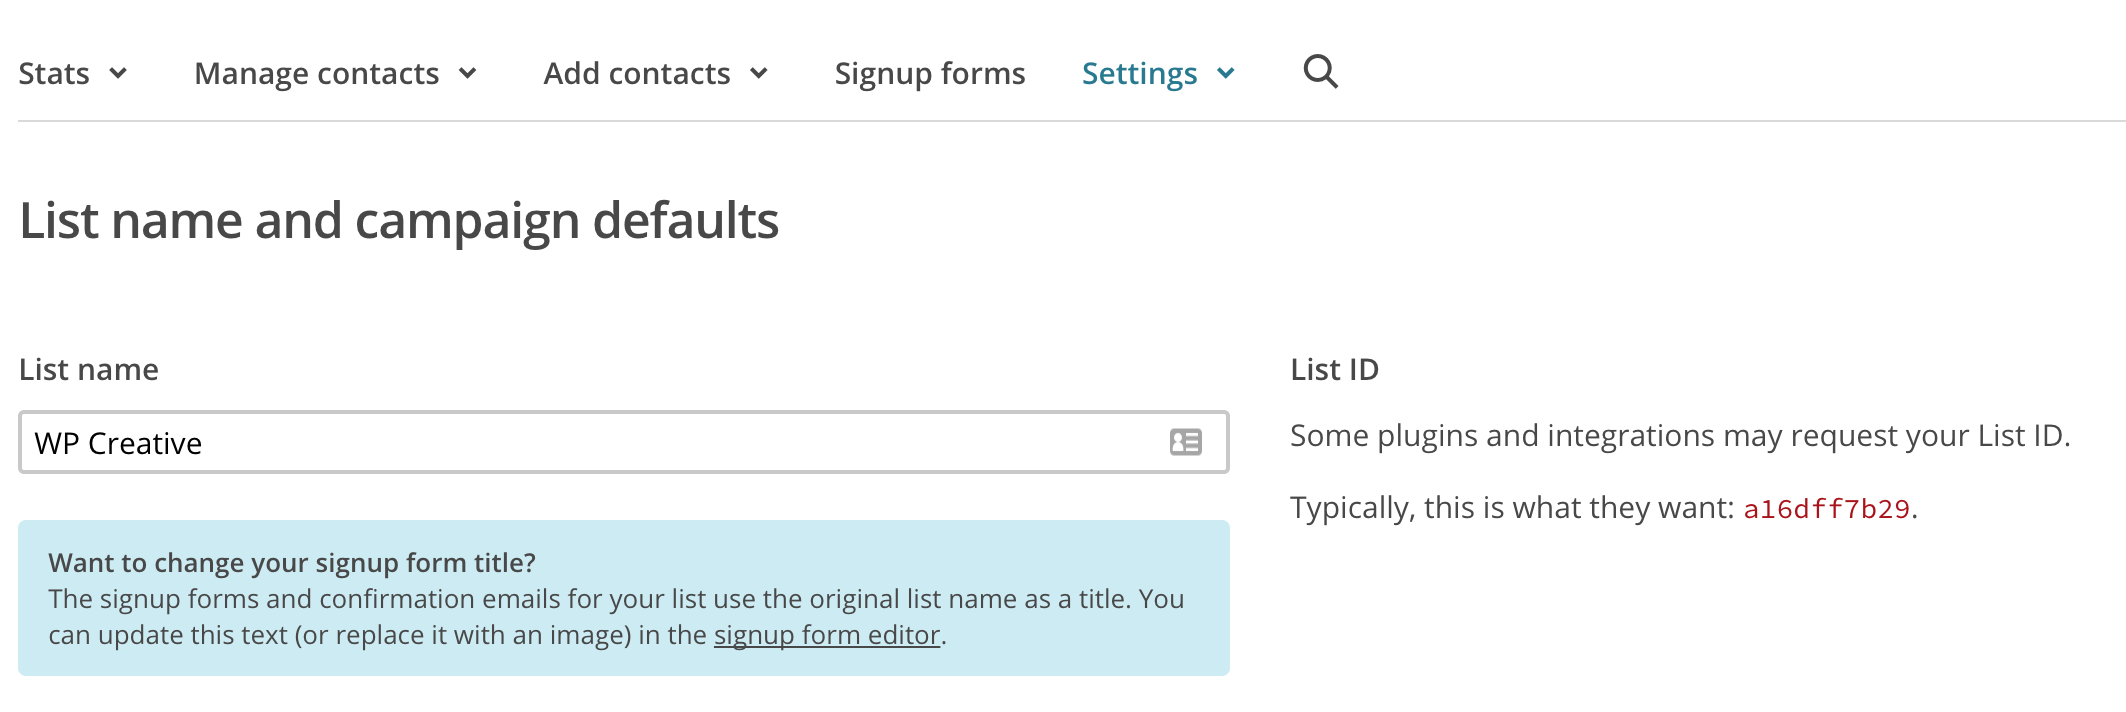 Stats Manage contacts Add contacts Signup forms Settings
List name and campaign defaults
List name
WP Creative
Want to change your signup form title?
The signup forms and confirmation emails for your list use the original list name as a title. You
can update this text (or replace it with an image) in the signup form editor.
List ID
Some plugins and integrations may request your List ID.
Typically, this is what they want: a16dff7b29.